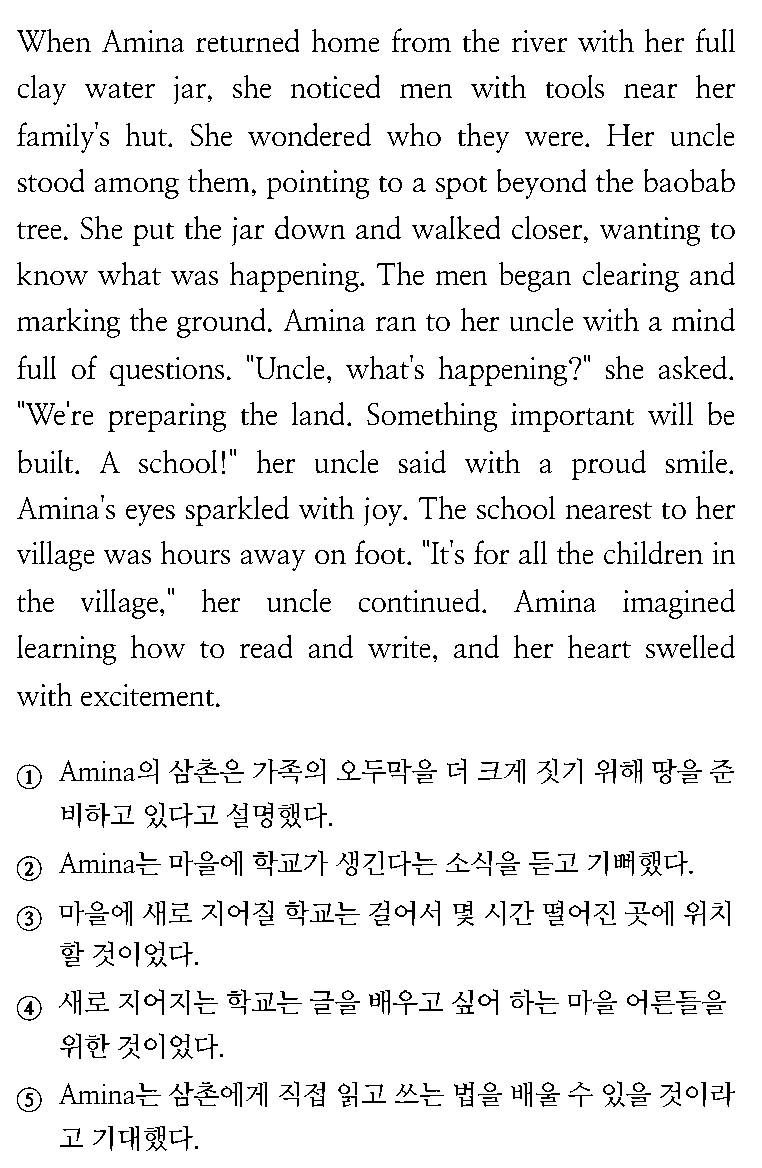 When Amina returned home from the river with her full
clay water jar, she noticed men with tools near her
family's hut. She wondered who they were. Her uncle
stood among them, pointing to a spot beyond the baobab
tree. She put the jar down and walked closer, wanting to
know what was happening. The men began clearing and
marking the ground. Amina ran to her uncle with a mind
full of questions. "Uncle, what's happening?" she asked.
"We're preparing the land. Something important will be
built. A school!" her uncle said with a proud smile.
Amina's eyes sparkled with joy. The school nearest to her
village was hours away on foot. "It's for all the children in
the village," her uncle continued. Amina imagined
learning how to read and write, and her heart swelled
with excitement.
① Amina의 삼촌은 가족의 오두막을 더 크게 짓기 위해 땅을 준
비하고 있다고 설명했다.
② Amina는 마을에 학교가 생긴다는 소식을 듣고 기뻐했다.
③ 마을에 새로 지어질 학교는 걸어서 몇 시간 떨어진 곳에 위치
할 것이었다.
④ 새로 지어지는 학교는 글을 배우고 싶어 하는 마을 어른들을
위한 것이었다.
⑤ Amina는 삼촌에게 직접 읽고 쓰는 법을 배울 수 있을 것이라
고 기대했다.